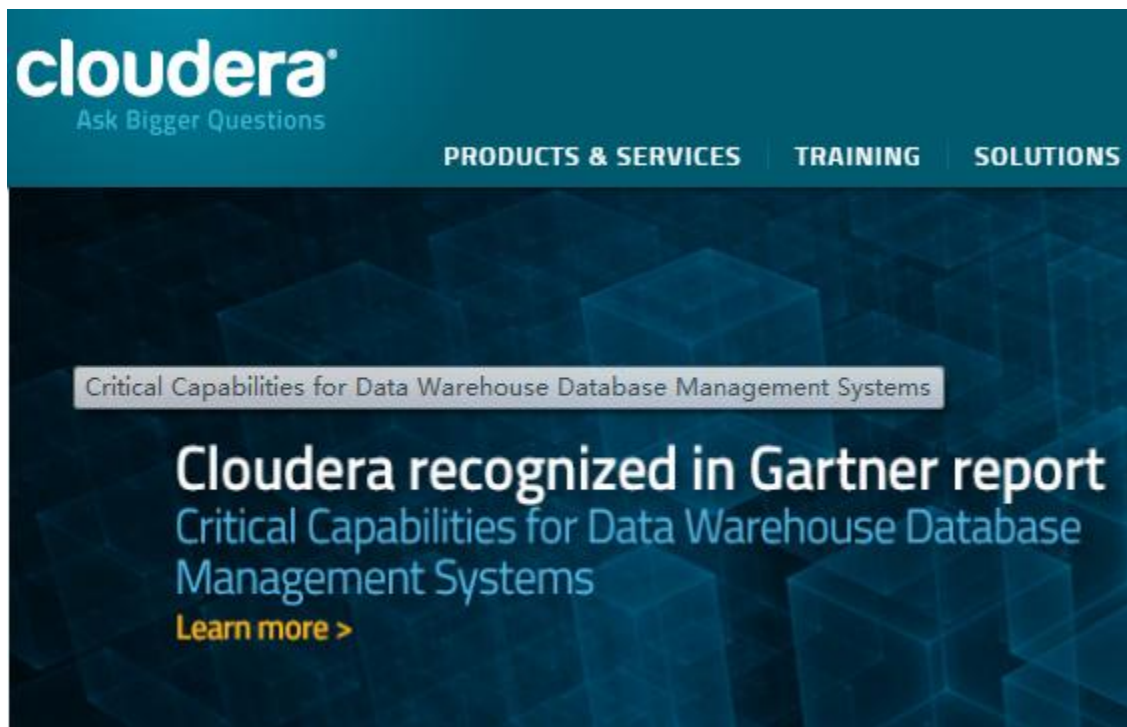 cloudera®
Ask Bigger Questions
PRODUCTS & SERVICES TRAINING SOLUTIONS
Critical Capabilities for Data Warehouse Database Management Systems
Cloudera recognized in Gartner report
Critical Capabilities for Data Warehouse Database
Management Systems
Learn more >